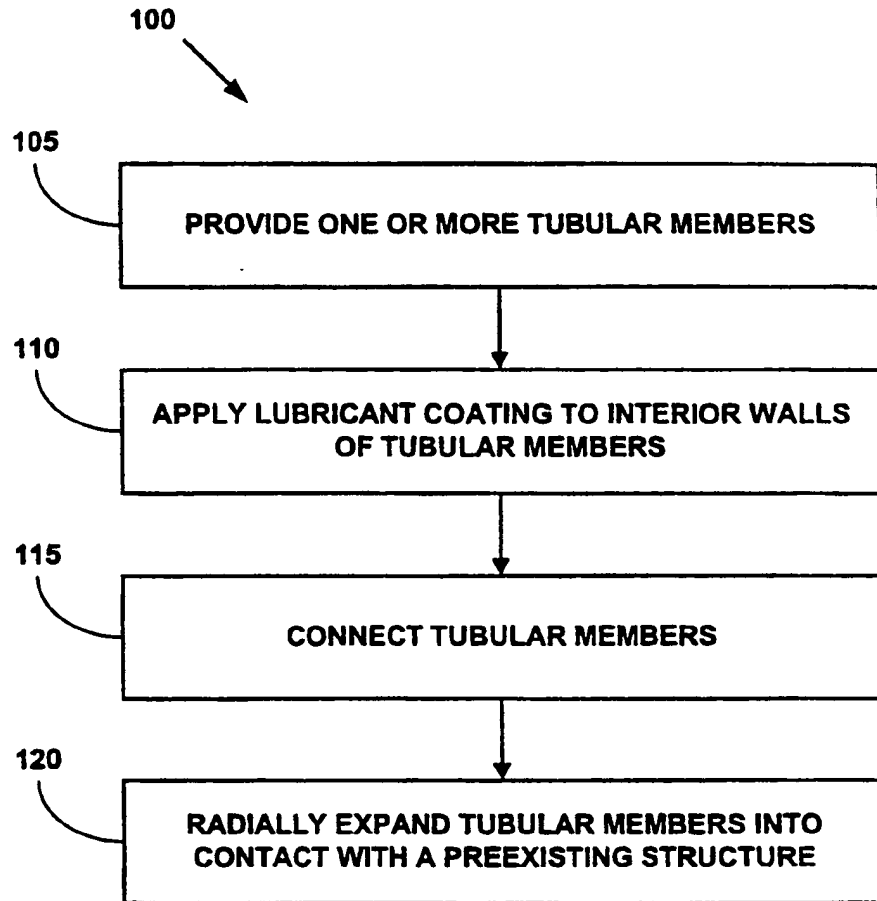 100
105
PROVIDE ONE OR MORE TUBULAR MEMBERS
110
APPLY LUBRICANT COATING TO INTERIOR WALLS
OF TUBULAR MEMBERS
115
CONNECT TUBULAR MEMBERS
120
RADIALLY EXPAND TUBULAR MEMBERS INTO
CONTACT WITH A PREEXISTING STRUCTURE